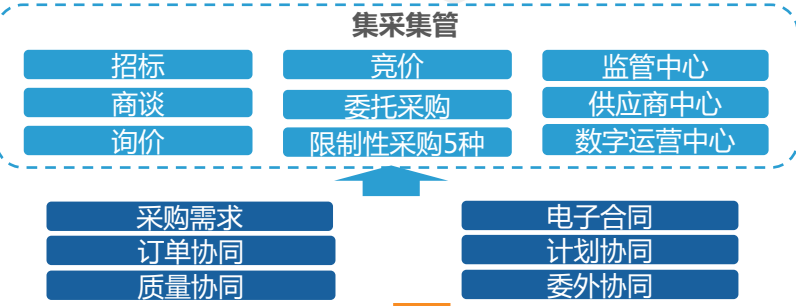 集采集管
招标
竞价
监管中心
商谈
委托采购
供应商中心
询价
限制性采购5种
数字运营中心
采购需求
电子合同
订单协同
计划协同
质量协同
委外协同